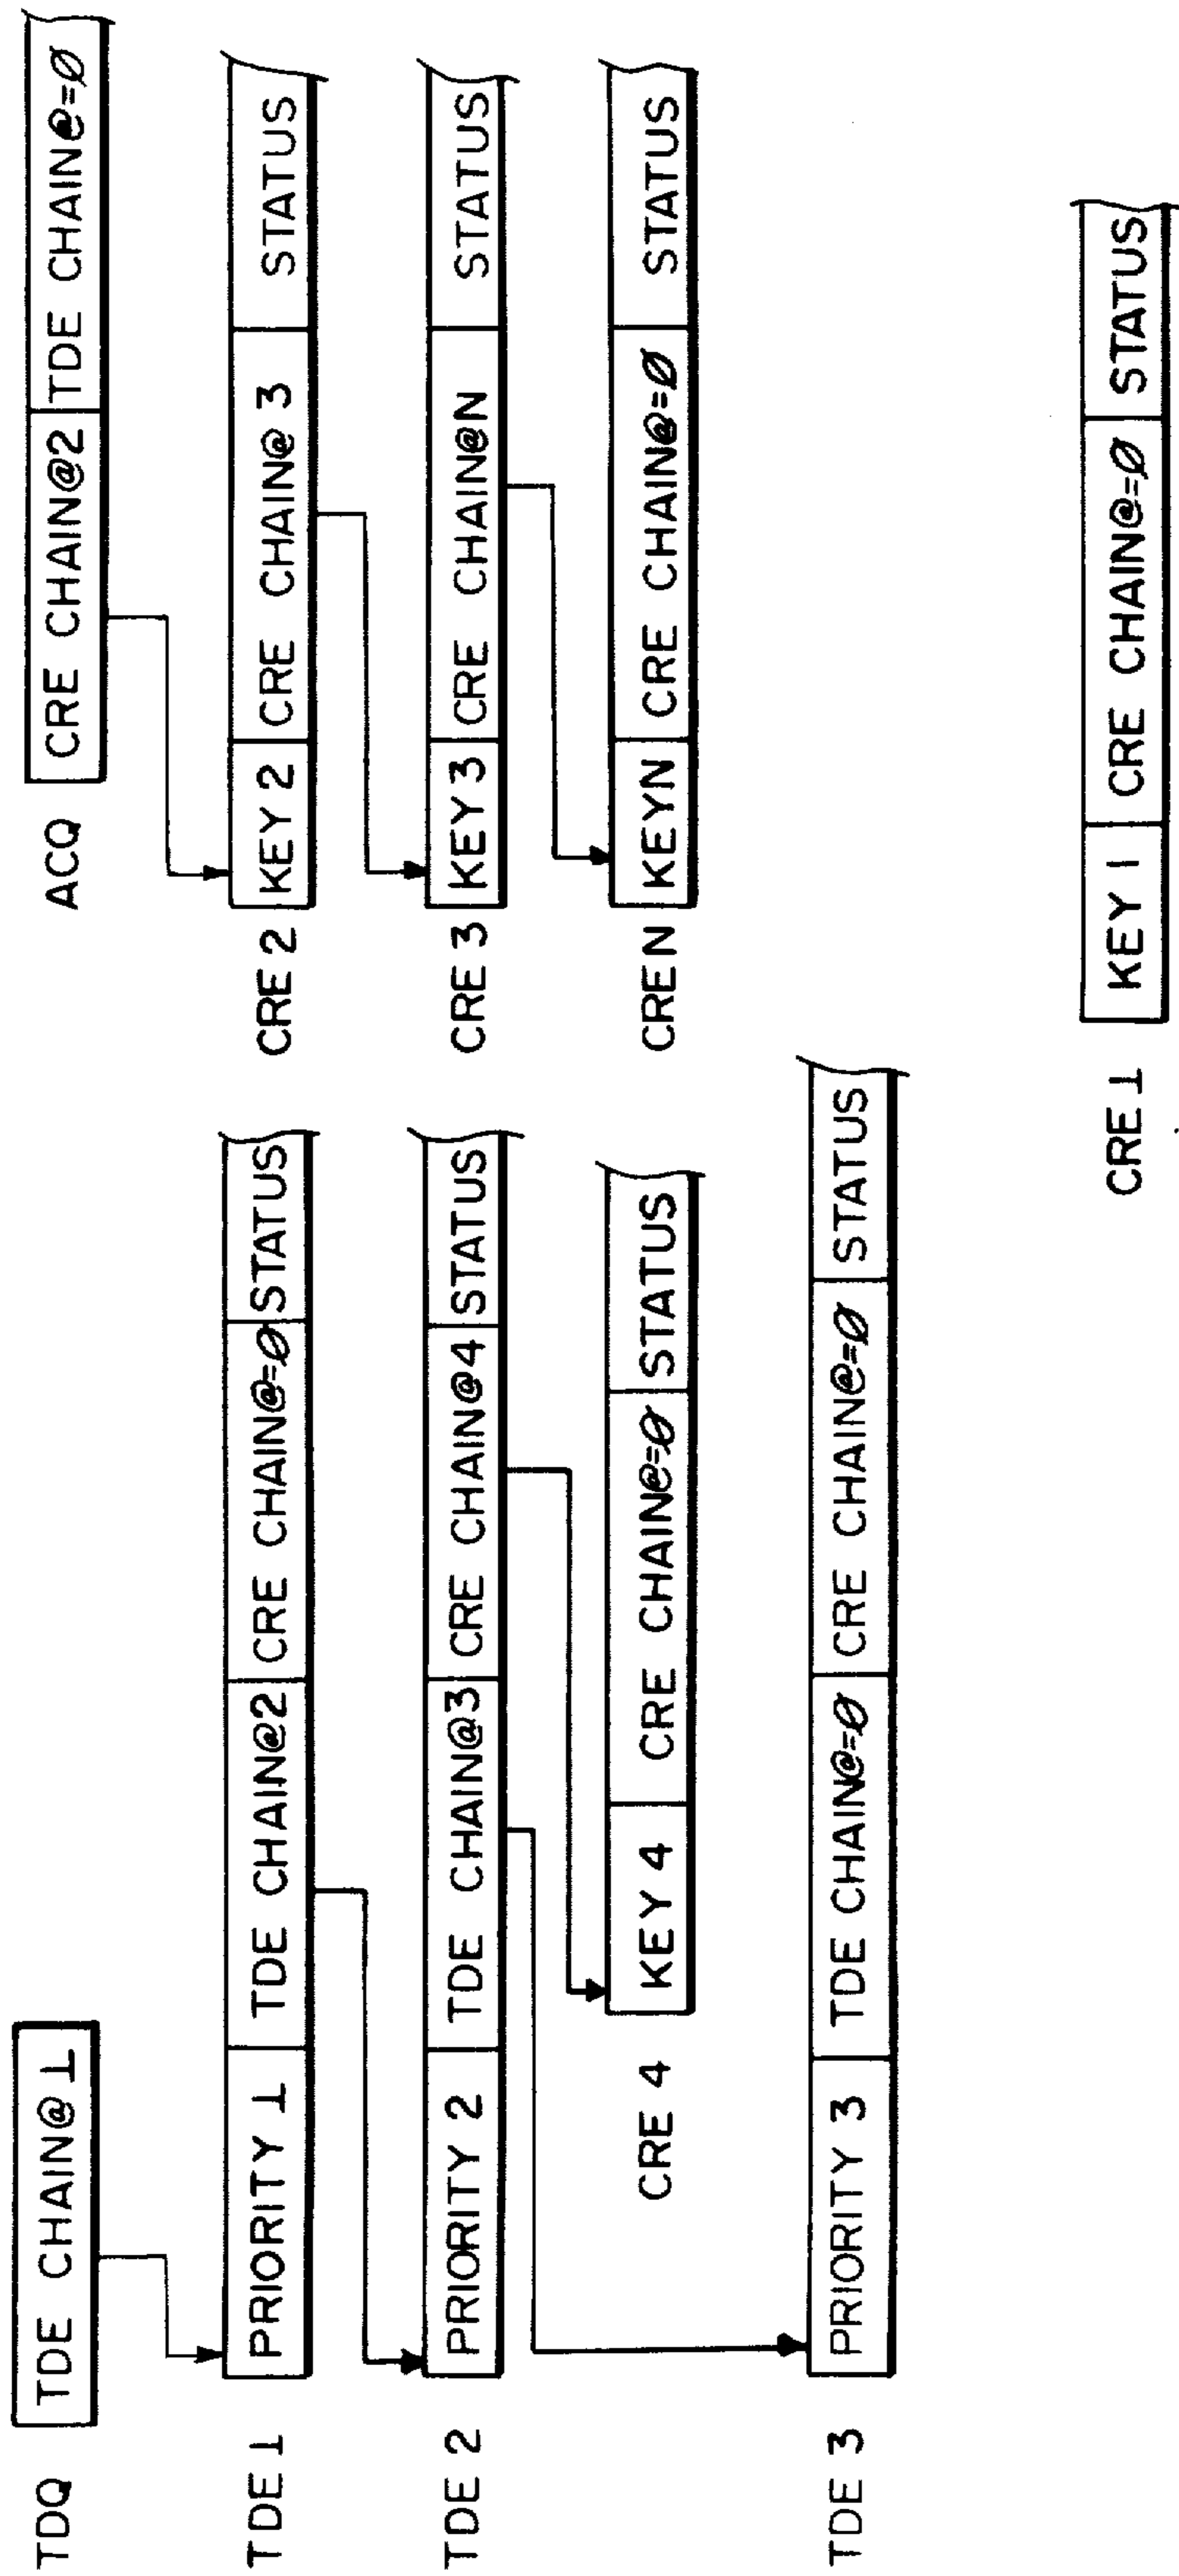 TDQ TDE CHAIN@1
TDE 1 PRIORITY 1 TDE CHAIN@2 CRE CHAIN@=Ø STATUS
TDE 2 PRIORITY 2 TDE CHAIN@3 CRE CHAIN@4 STATUS
CRE 4 KEY 4 CRE CHAIN@=Ø STATUS
TDE 3 PRIORITY 3 TDE CHAIN@=Ø CRE CHAIN@=Ø STATUS
ACQ CRE CHAIN@2 TDE CHAIN@=Ø
CRE 2 KEY 2 CRE CHAIN@ 3 STATUS
CRE 3 KEY 3 CRE CHAIN@N STATUS
CRE N KEYN CRE CHAIN@=Ø STATUS
CRE 1 KEY 1 CRE CHAIN@=Ø STATUS